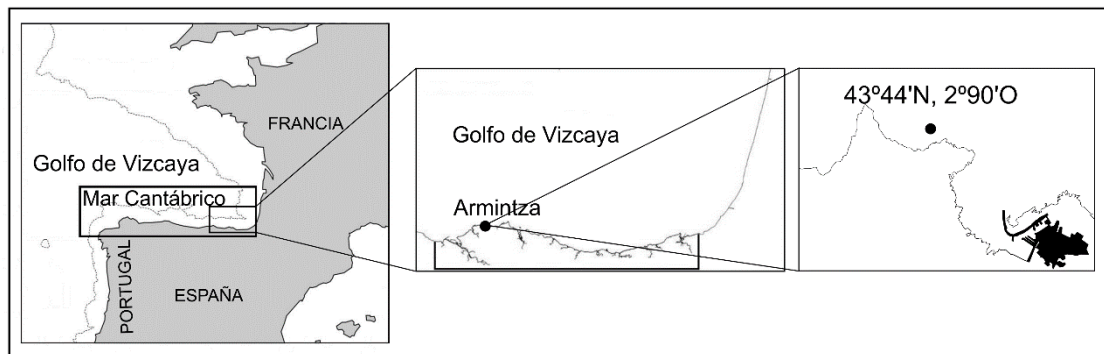 FRANCIA
Golfo de Vizcaya
Mar Cantábrico
PORTUGAL
ESPAÑA
Golfo de Vizcaya
Armintza
43º44'N, 2º90'O